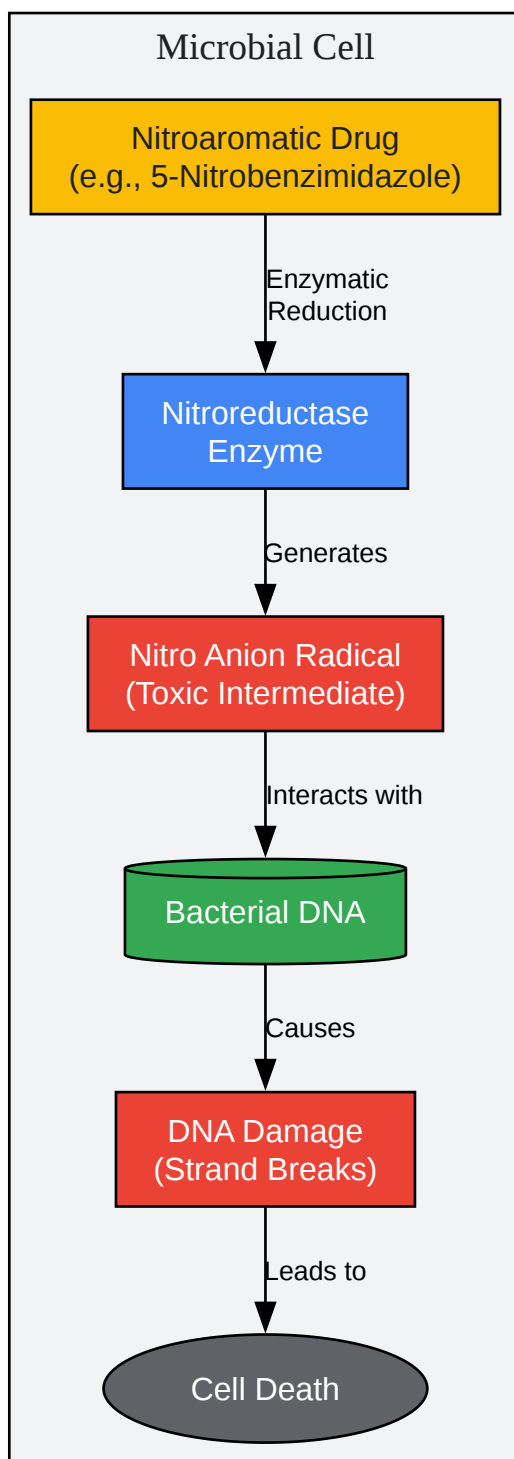 Microbial Cell
Nitroaromatic Drug
(e.g., 5-Nitrobenzimidazole)
Enzymatic
Reduction
Nitroreductase
Enzyme
Generates
Nitro Anion Radical
(Toxic Intermediate)
Interacts with
Bacterial DNA
Causes
DNA Damage
(Strand Breaks)
Leads to
Cell Death